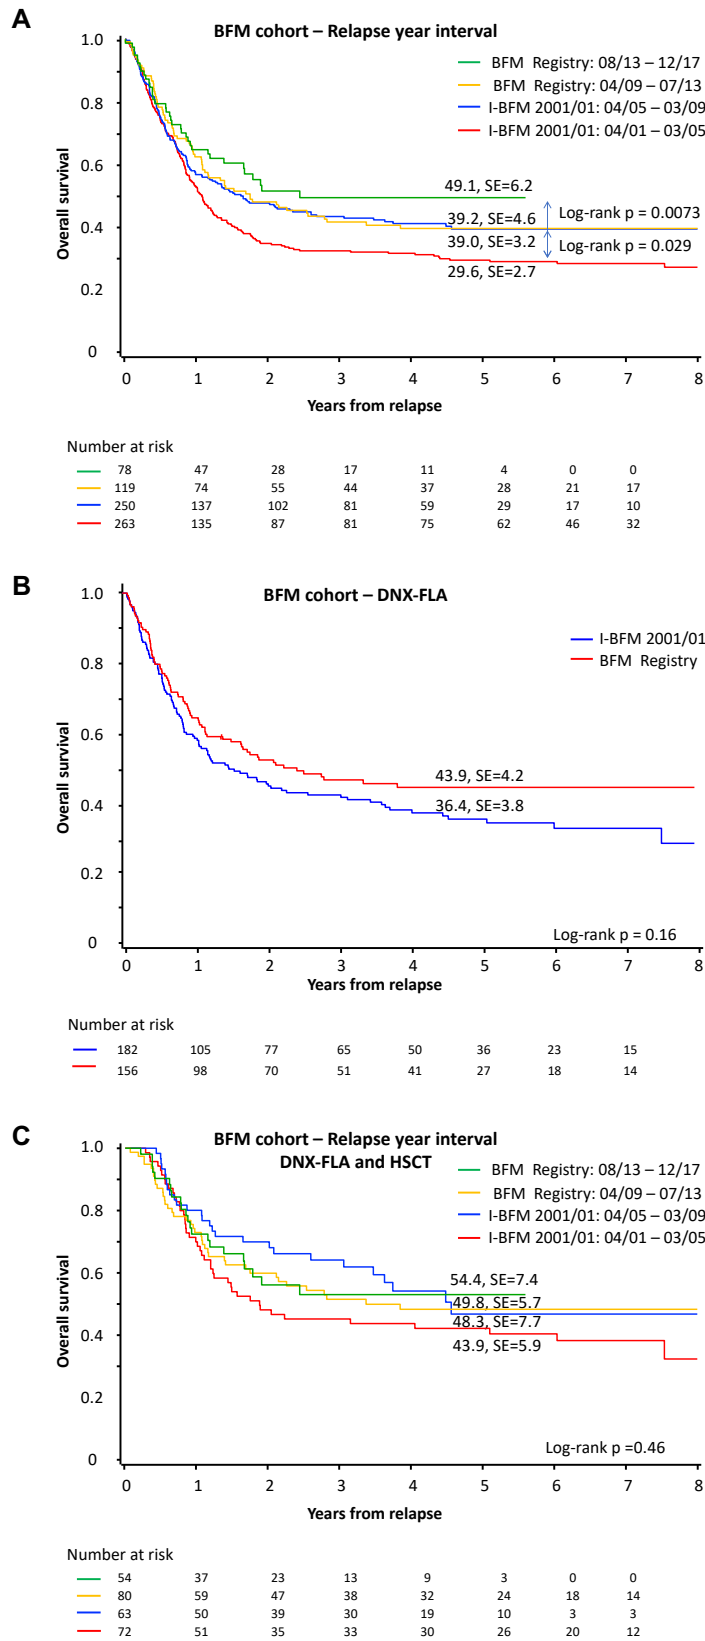 A
BFM cohort – Relapse year interval
BFM Registry: 08/13 – 12/17
BFM Registry: 04/09 – 07/13
I-BFM 2001/01: 04/05 – 03/09
I-BFM 2001/01: 04/01 – 03/05
Overall survival
1.0
0.8
0.6
0.4
0.2
0
49.1, SE=6.2
39.2, SE=4.6
39.0, SE=3.2
29.6, SE=2.7
Log-rank p = 0.0073
Log-rank p = 0.029
0 1 2 3 4 5 6 7 8
Years from relapse
Number at risk
78 47 28 17 11 4 0 0
119 74 55 44 37 28 21 17
250 137 102 81 59 29 17 10
263 135 87 81 75 62 46 32
B
BFM cohort – DNX-FLA
I-BFM 2001/01
BFM Registry
Overall survival
1.0
0.8
0.6
0.4
0.2
0
43.9, SE=4.2
36.4, SE=3.8
Log-rank p = 0.16
0 1 2 3 4 5 6 7 8
Years from relapse
Number at risk
182 105 77 65 50 36 23 15
156 98 70 51 41 27 18 14
C
BFM cohort – Relapse year interval
DNX-FLA and HSCT
BFM Registry: 08/13 – 12/17
BFM Registry: 04/09 – 07/13
I-BFM 2001/01: 04/05 – 03/09
I-BFM 2001/01: 04/01 – 03/05
Overall survival
1.0
0.8
0.6
0.4
0.2
0
54.4, SE=7.4
49.8, SE=5.7
48.3, SE=7.7
43.9, SE=5.9
Log-rank p =0.46
0 1 2 3 4 5 6 7 8
Years from relapse
Number at risk
54 37 23 13 9 3 0 0
80 59 47 38 32 24 18 14
63 50 39 30 19 10 3 3
72 51 35 33 30 26 20 12